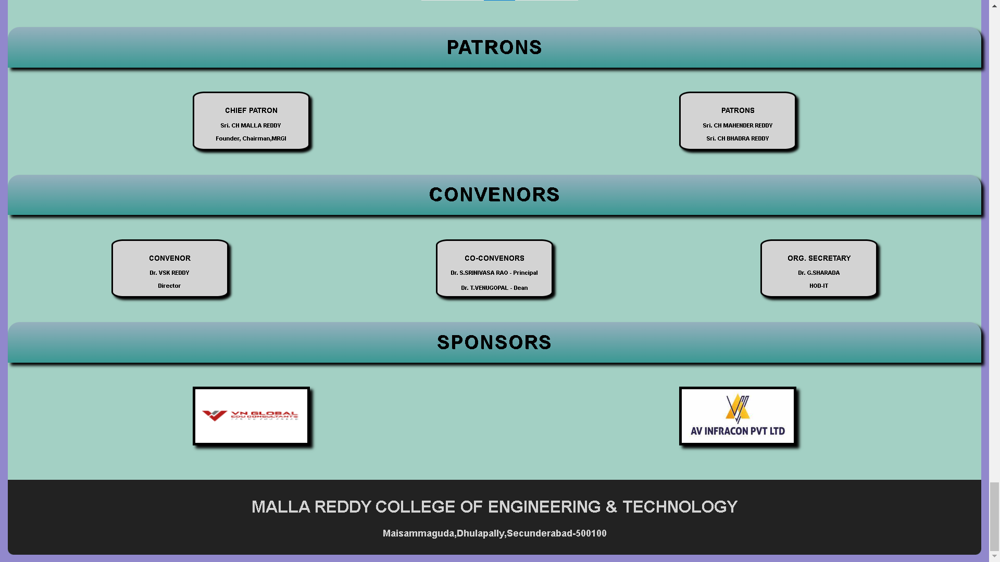 PATRONS
CHIEF PATRON
Sri. CH MALLA REDDY
Founder, Chairman,MRGI
PATRONS
Sri. CH MAHENDER REDDY
Sri. CH BHADRA REDDY
CONVENORS
CONVENOR
Dr. VSK REDDY
Director
CO-CONVENORS
Dr. S.SRINIVASA RAO - Principal
Dr. T.VENUGOPAL - Dean
ORG. SECRETARY
Dr. G.SHARADA
HOD-IT
SPONSORS
VN GLOBAL
EDU CONSULTANTS
AV INFRACON PVT LTD
MALLA REDDY COLLEGE OF ENGINEERING & TECHNOLOGY
Maisammaguda,Dhulapally,Secunderabad-500100